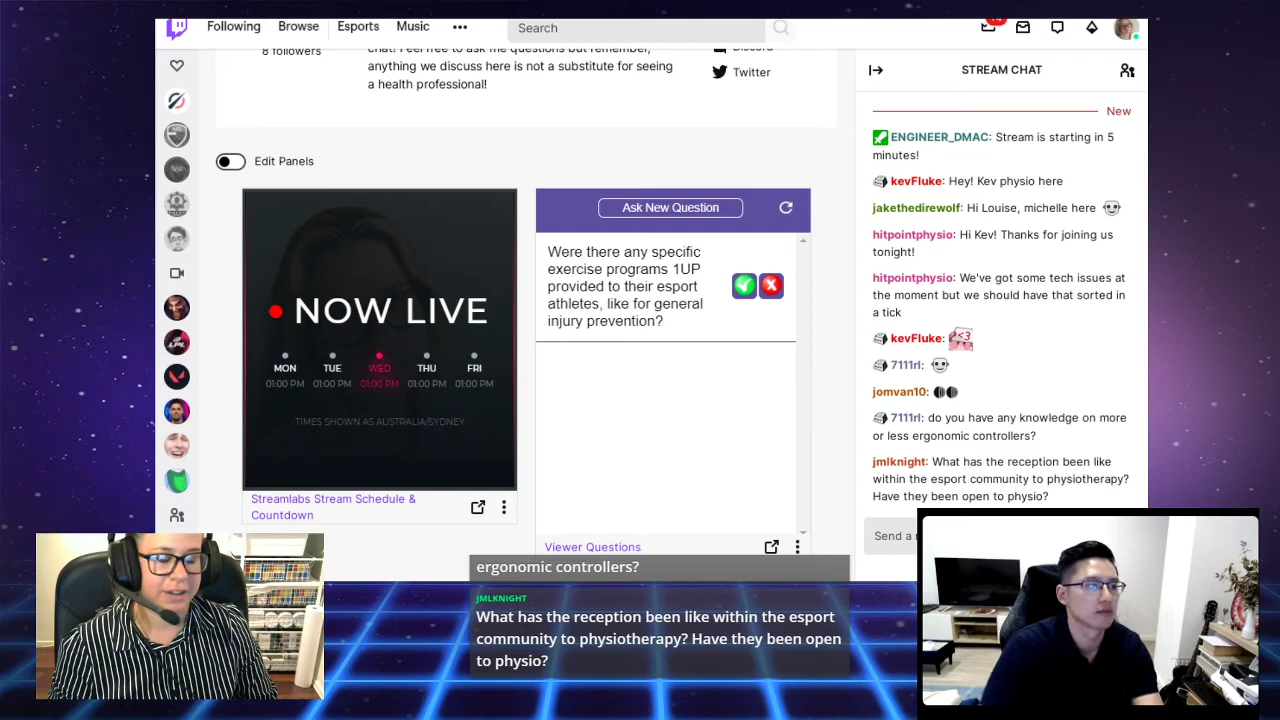 Following
Browse
Esports
Music
Search
8 followers
chat! Feel free to ask me questions but remember,
anything we discuss here is not a substitute for seeing
a health professional!
Discord
Twitter
Edit Panels
NOW LIVE
MON TUE WED THU FRI
01:00 PM 01:00 PM 01:00 PM 01:00 PM 01:00 PM
TIMES SHOWN AS AUSTRALIA/SYDNEY
Streamlabs Stream Schedule &
Countdown
Ask New Question
Were there any specific
exercise programs 1UP
provided to their esport
athletes, like for general
injury prevention?
Viewer Questions
STREAM CHAT
New
ENGINEER_DMAC: Stream is starting in 5
minutes!
kevFluke: Hey! Kev physio here
jakethedirewolf: Hi Louise, michelle here
hitpointphysio: Hi Kev! Thanks for joining us
tonight!
hitpointphysio: We've got some tech issues at
the moment but we should have that sorted in
a tick
kevFluke: <3
7111rl:
jomvan10:
7111rl: do you have any knowledge on more
or less ergonomic controllers?
jmlknight: What has the reception been like
within the esport community to physiotherapy?
Have they been open to physio?
Send a
ergonomic controllers?
JMLKNIGHT
What has the reception been like within the esport
community to physiotherapy? Have they been open
to physio?